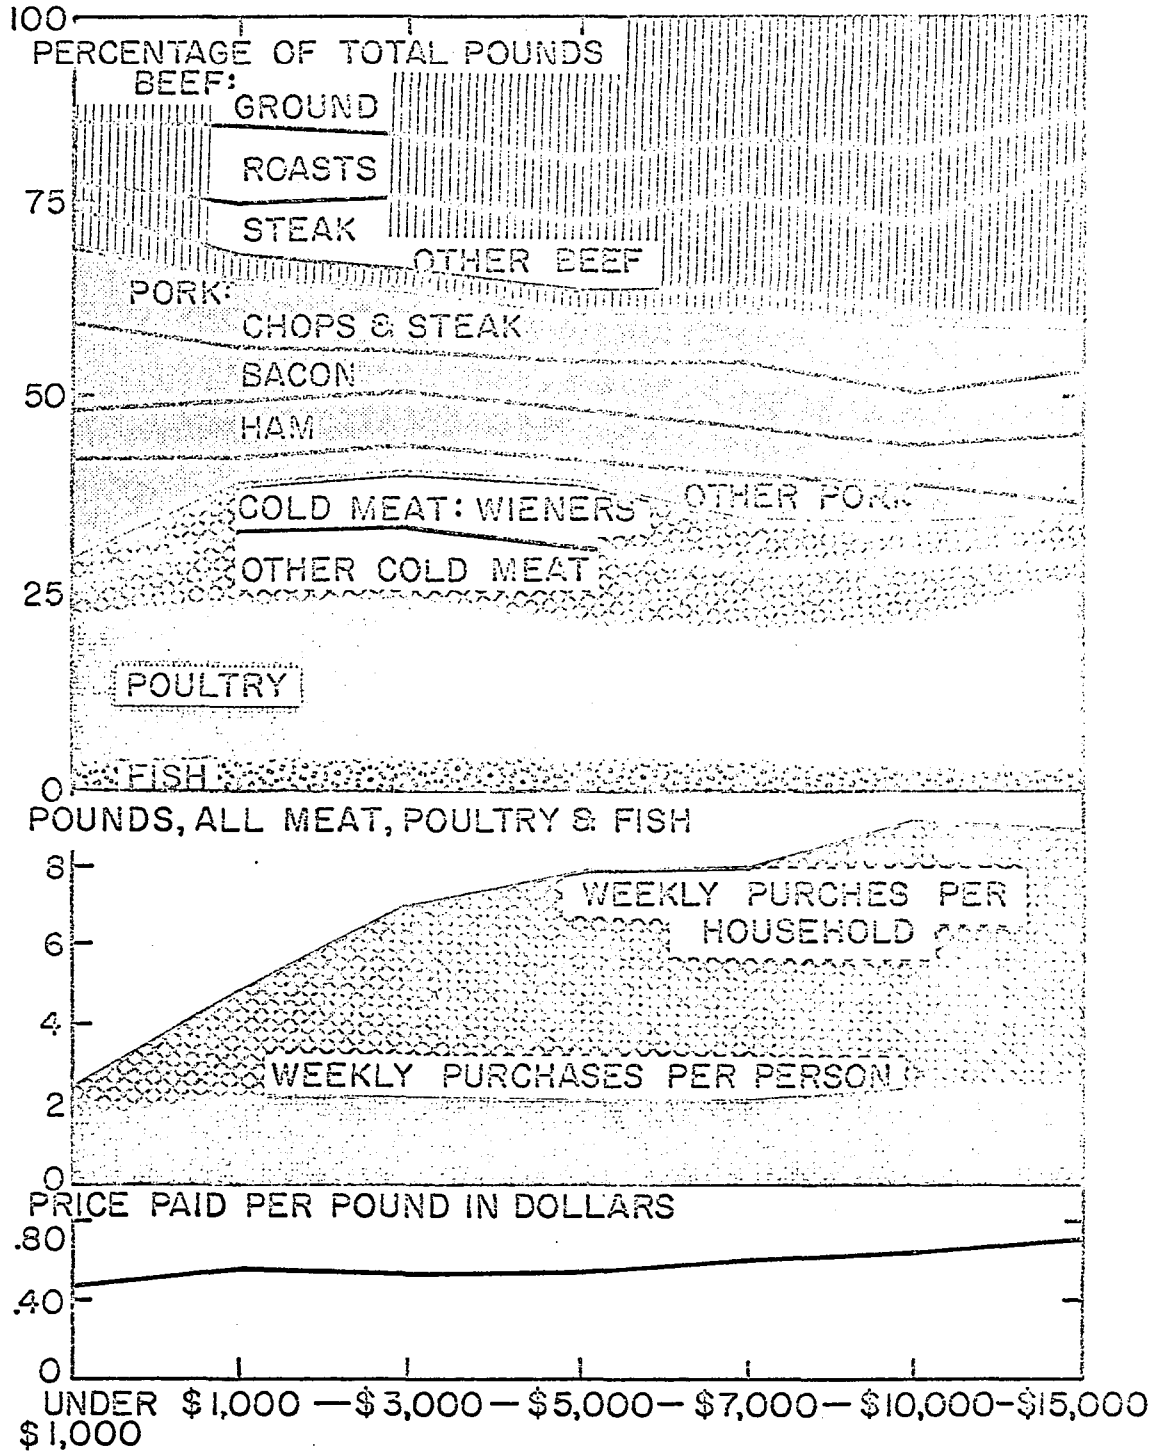 100
PERCENTAGE OF TOTAL POUNDS
BEEF:
GROUND
ROASTS
75
STEAK
OTHER BEEF
PORK:
CHOPS & STEAK
BACON
50
HAM
OTHER PORK
COLD MEAT: WIENERS
OTHER COLD MEAT
25
POULTRY
FISH
0
POUNDS, ALL MEAT, POULTRY & FISH
8
WEEKLY PURCHES PER
HOUSEHOLD
6
4
WEEKLY PURCHASES PER PERSON
2
0
PRICE PAID PER POUND IN DOLLARS
.80
.40
0
UNDER $1,000 — $3,000 — $5,000 — $7,000 — $10,000 - $15,000
$1,000